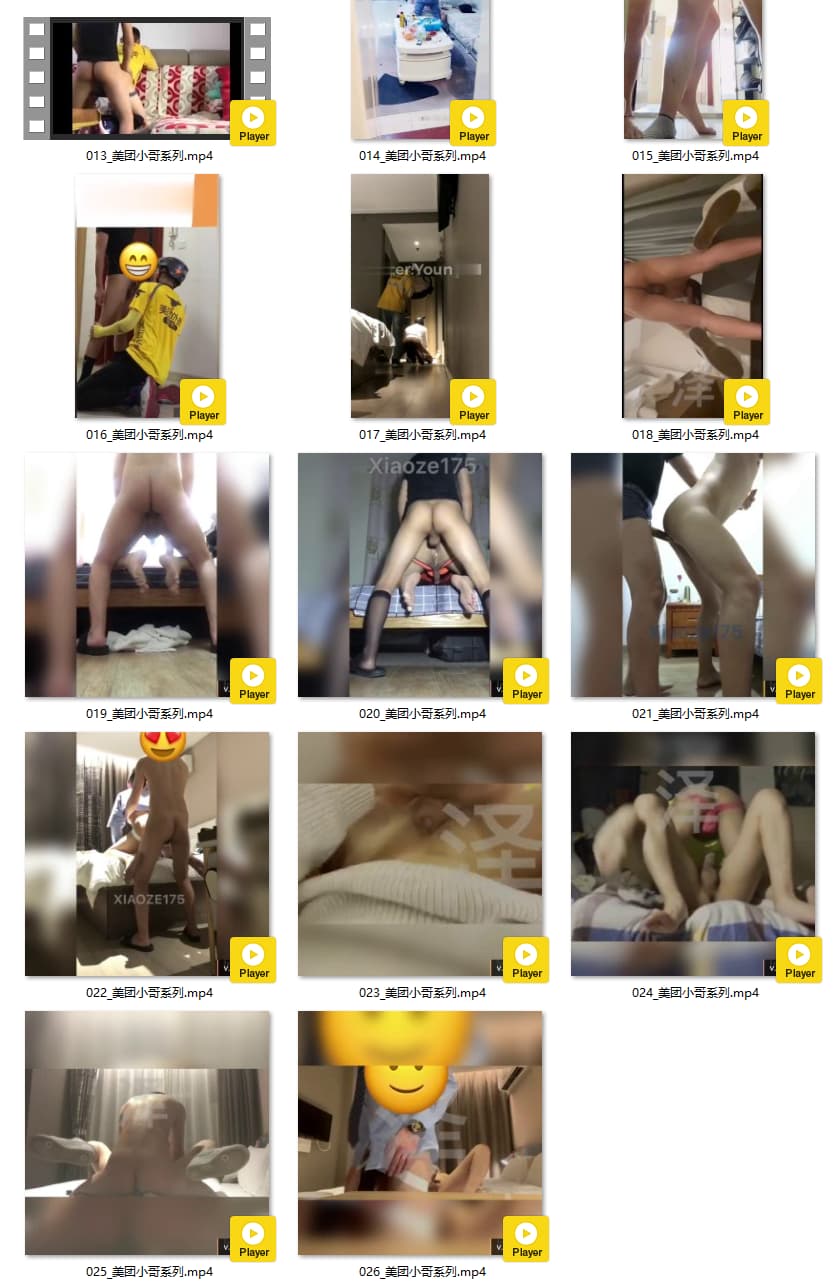 Player Player Player
013_美团小哥系列.mp4 014_美团小哥系列.mp4 015_美团小哥系列.mp4
er:Youn
美团外卖
泽
Player Player Player
016_美团小哥系列.mp4 017_美团小哥系列.mp4 018_美团小哥系列.mp4
Xiaoze175
Player Player Player
019_美团小哥系列.mp4 020_美团小哥系列.mp4 021_美团小哥系列.mp4
泽
泽
XIAOZE175
Player Player Player
022_美团小哥系列.mp4 023_美团小哥系列.mp4 024_美团小哥系列.mp4
Player Player
025_美团小哥系列.mp4 026_美团小哥系列.mp4